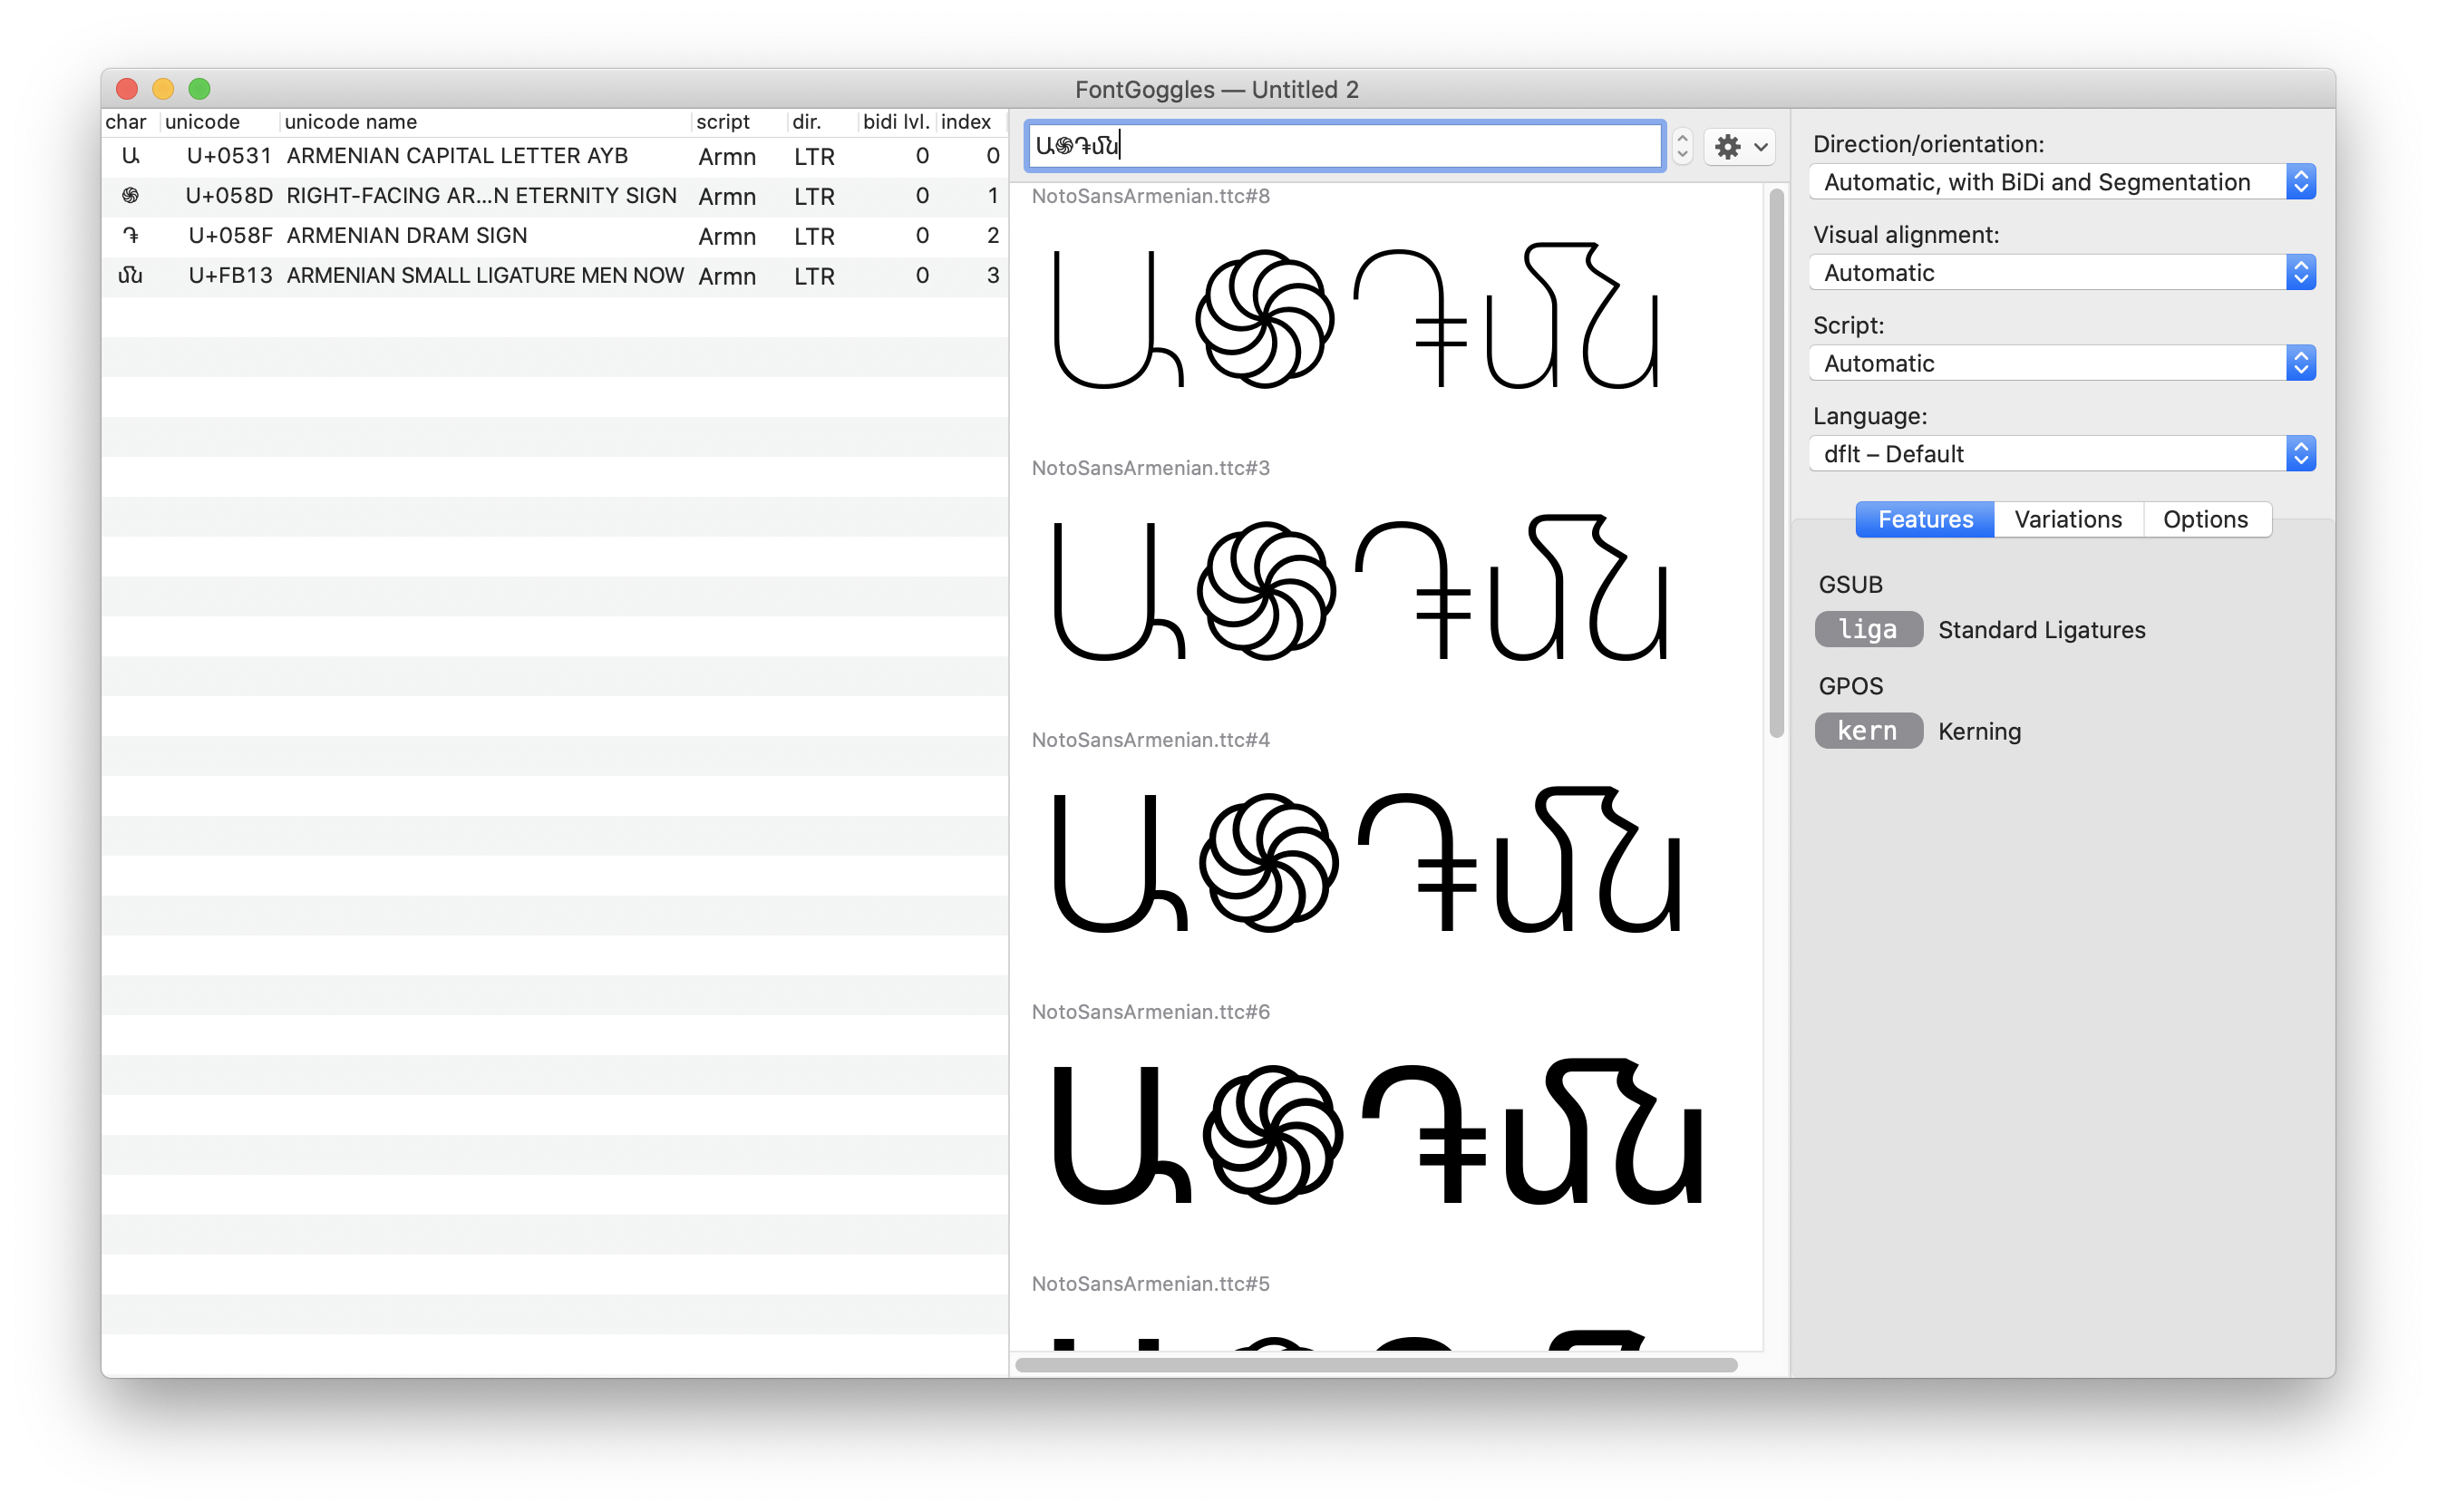 FontGoggles — Untitled 2
char unicode unicode name script dir. bidi lvl. index
Ա U+0531 ARMENIAN CAPITAL LETTER AYB Armn LTR 0 0
֍ U+058D RIGHT-FACING AR…N ETERNITY SIGN Armn LTR 0 1
֏ U+058F ARMENIAN DRAM SIGN Armn LTR 0 2
ﬓ U+FB13 ARMENIAN SMALL LIGATURE MEN NOW Armn LTR 0 3
Ա֍֏ﬓ
NotoSansArmenian.ttc#8
Ա֍֏ﬓ
NotoSansArmenian.ttc#3
Ա֍֏ﬓ
NotoSansArmenian.ttc#4
Ա֍֏ﬓ
NotoSansArmenian.ttc#6
Ա֍֏ﬓ
NotoSansArmenian.ttc#5
Direction/orientation:
Automatic, with BiDi and Segmentation
Visual alignment:
Automatic
Script:
Automatic
Language:
dflt – Default
Features Variations Options
GSUB
liga Standard Ligatures
GPOS
kern Kerning